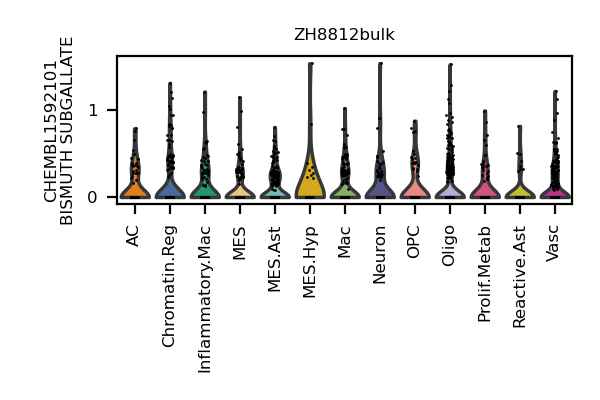 ZH8812bulk
CHEMBL1592101
BISMUTH SUBGALLATE
1
0
AC
Chromatin.Reg
Inflammatory.Mac
MES
MES.Ast
MES.Hyp
Mac
Neuron
OPC
Oligo
Prolif.Metab
Reactive.Ast
Vasc